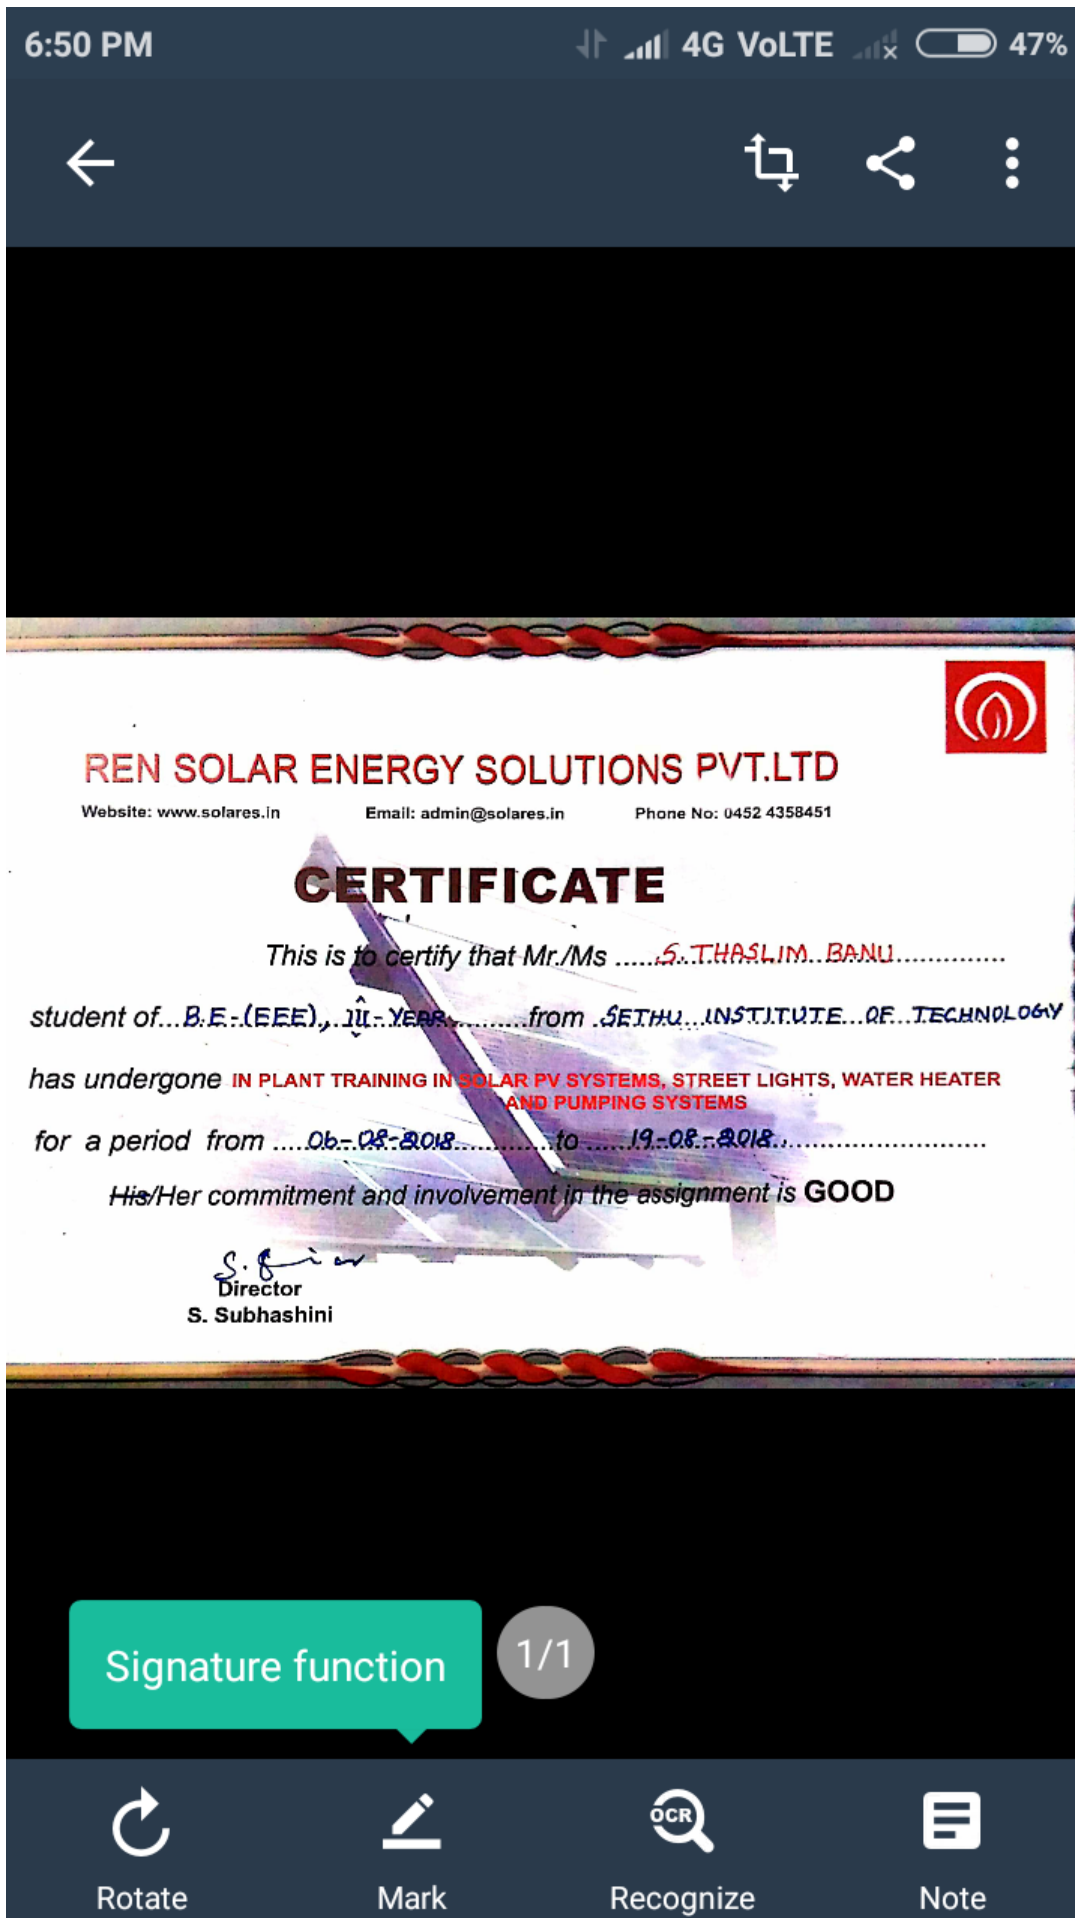 6:50 PM 4G VoLTE 47%
REN SOLAR ENERGY SOLUTIONS PVT.LTD
Website: www.solares.in Email: admin@solares.in Phone No: 0452 4358451
CERTIFICATE
This is to certify that Mr./Ms ......S. THASLIM BANU................
student of...B.E-(EEE)., III-YEAR.............from .SETHU...INSTITUTE...OF...TECHNOLOGY
has undergone IN PLANT TRAINING IN SOLAR PV SYSTEMS, STREET LIGHTS, WATER HEATER
AND PUMPING SYSTEMS
for a period from ....06-08-2018..............to .....19-08-2018.........................
His/Her commitment and involvement in the assignment is GOOD
Director
S. Subhashini
Signature function
1/1
OCR
Rotate Mark Recognize Note